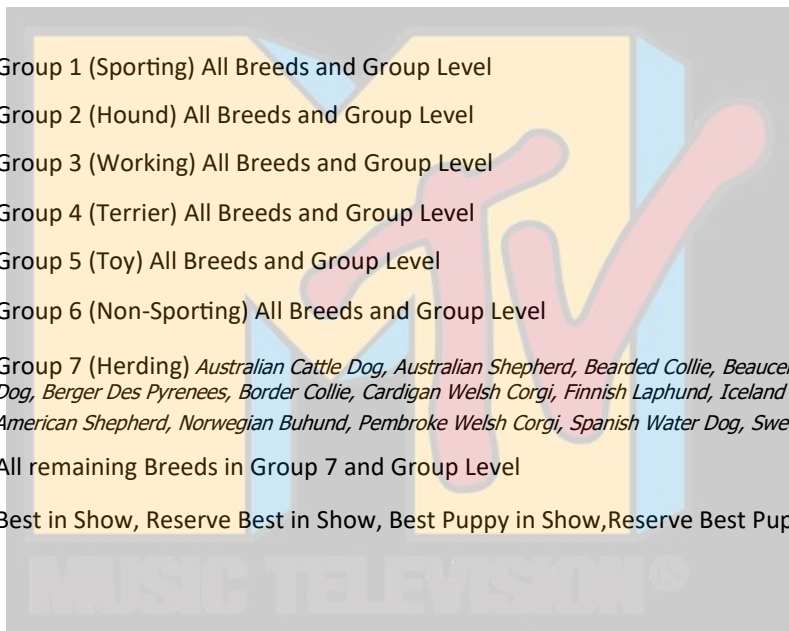 Group 1 (Sporting) All Breeds and Group Level
Group 2 (Hound) All Breeds and Group Level
Group 3 (Working) All Breeds and Group Level
Group 4 (Terrier) All Breeds and Group Level
Group 5 (Toy) All Breeds and Group Level
Group 6 (Non-Sporting) All Breeds and Group Level
Group 7 (Herding) Australian Cattle Dog, Australian Shepherd, Bearded Collie,
Dog, Berger Des Pyrenees, Border Collie, Cardigan Welsh Corgi, Finnish Laphund, Iceland
American Shepherd, Norwegian Buhund, Pembroke Welsh Corgi, Spanish Water Dog,
All remaining Breeds in Group 7 and Group Level
Best in Show, Reserve Best in Show, Best Puppy in Show,Reserve Best
MTV
MUSIC TELEVISION®